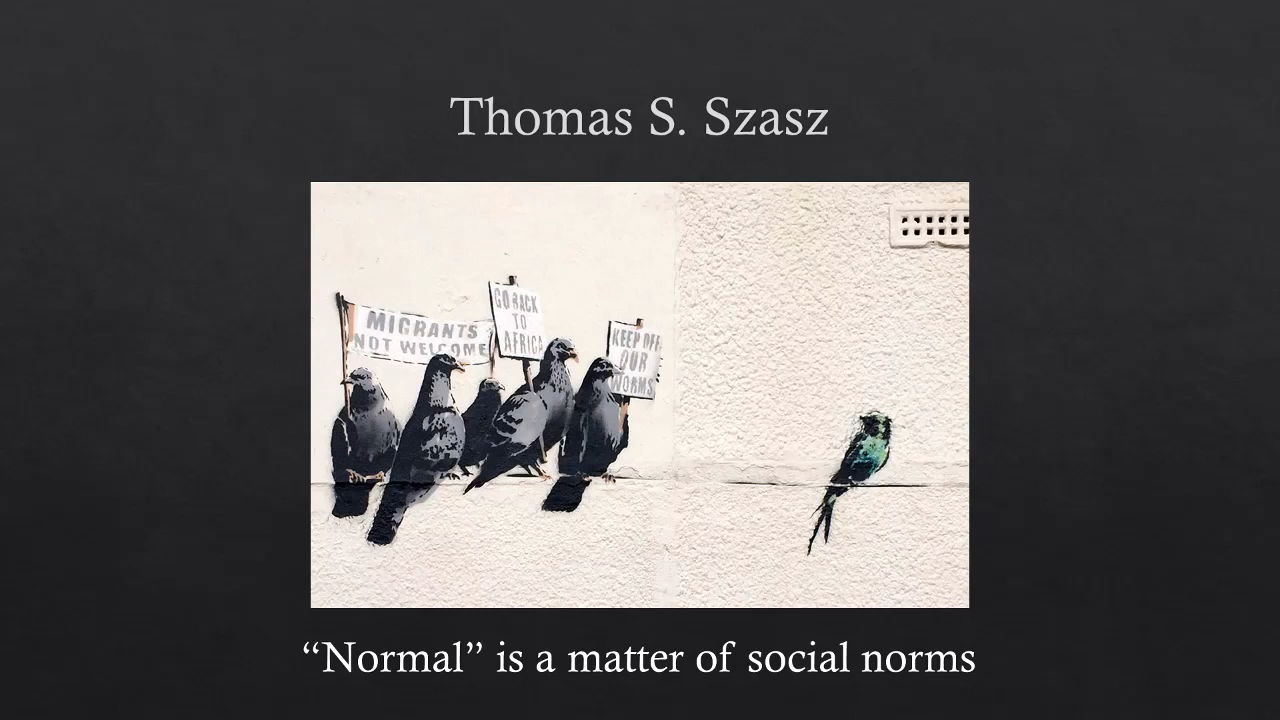 Thomas S. Szasz
MIGRANTS
NOT WELCOME
GO BACK
TO
AFRICA
KEEP OFF
OUR
WORMS
“Normal” is a matter of social norms